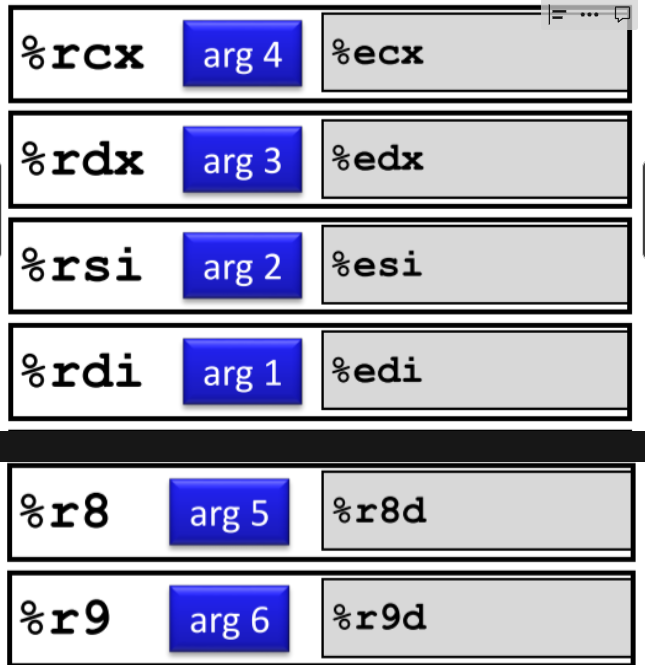 %rcx arg 4 %ecx
%rdx arg 3 %edx
%rsi arg 2 %esi
%rdi arg 1 %edi
%r8 arg 5 %r8d
%r9 arg 6 %r9d